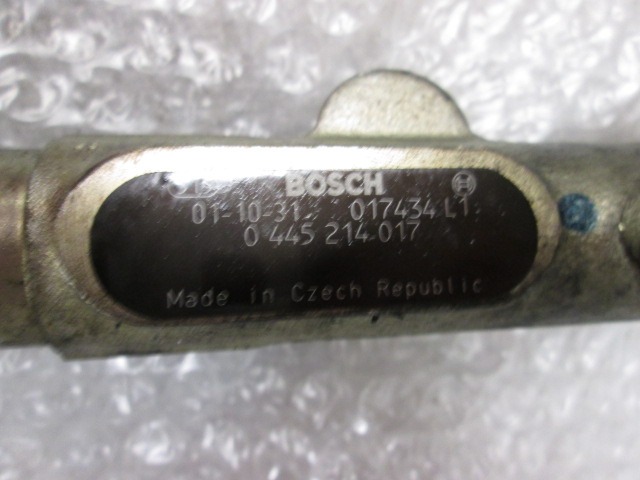 BOSCH
01-10-31 017434 L1
0 445 214 017
Made in Czech Republic